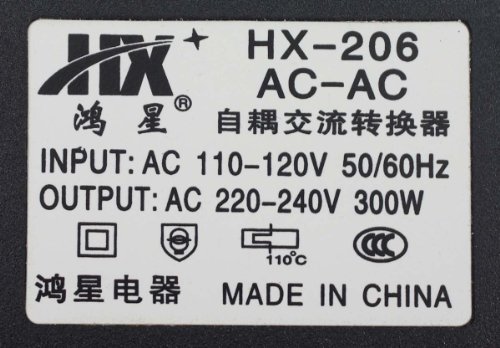 HX
鸿星®
HX-206
AC-AC
自耦交流转换器
INPUT: AC 110-120V 50/60Hz
OUTPUT: AC 220-240V 300W
110°C
CCC
鸿星电器 MADE IN CHINA